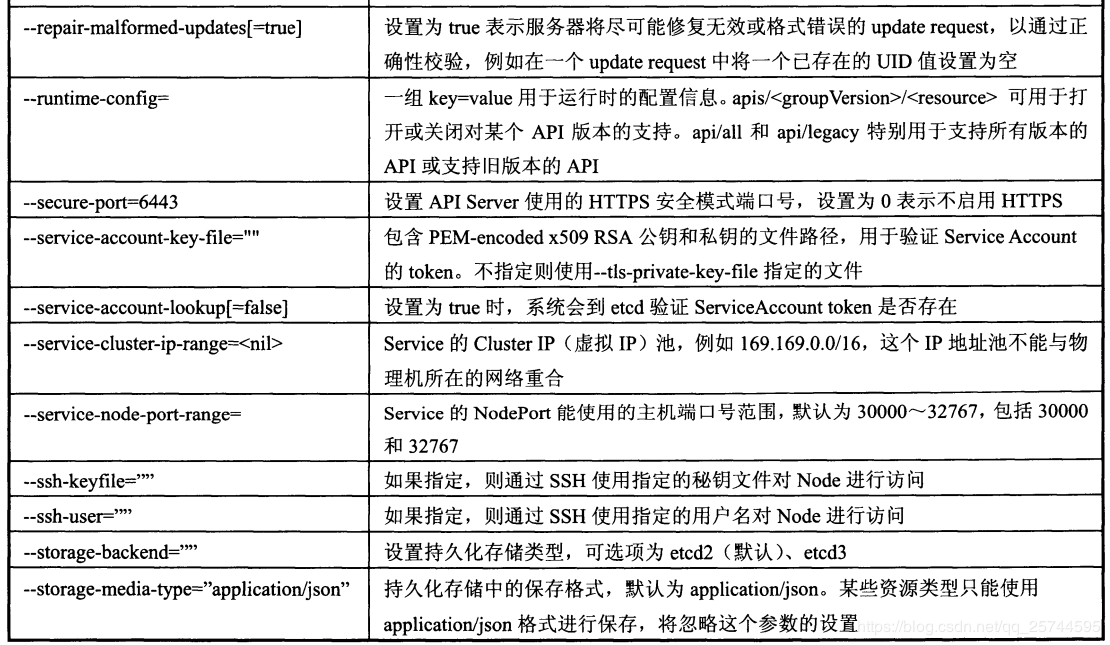 --repair-malformed-updates[=true]
设置为 true 表示服务器将尽可能修复无效或格式错误的 update request，以通过正
确性校验，例如在一个 update request 中将一个已存在的 UID 值设置为空
--runtime-config=
一组 key=value 用于运行时的配置信息。apis/<groupVersion>/<resource> 可用于打
开或关闭对某个 API 版本的支持。api/all 和 api/legacy 特别用于支持所有版本的
API 或支持旧版本的 API
--secure-port=6443
设置 API Server 使用的 HTTPS 安全模式端口号，设置为 0 表示不启用 HTTPS
--service-account-key-file=""
包含 PEM-encoded x509 RSA 公钥和私钥的文件路径，用于验证 Service Account
的 token。不指定则使用--tls-private-key-file 指定的文件
--service-account-lookup[=false]
设置为 true 时，系统会到 etcd 验证 ServiceAccount token 是否存在
--service-cluster-ip-range=<nil>
Service 的 Cluster IP（虚拟 IP）池，例如 169.169.0.0/16，这个 IP 地址池不能与物
理机所在的网络重合
--service-node-port-range=
Service 的 NodePort 能使用的主机端口号范围，默认为 30000～32767，包括 30000
和 32767
--ssh-keyfile=””
如果指定，则通过 SSH 使用指定的秘钥文件对 Node 进行访问
--ssh-user=””
如果指定，则通过 SSH 使用指定的用户名对 Node 进行访问
--storage-backend=””
设置持久化存储类型，可选项为 etcd2（默认）、etcd3
--storage-media-type=”application/json”
持久化存储中的保存格式，默认为 application/json。某些资源类型只能使用
application/json 格式进行保存，将忽略这个参数的设置
https://blog.csdn.net/qq_25744595